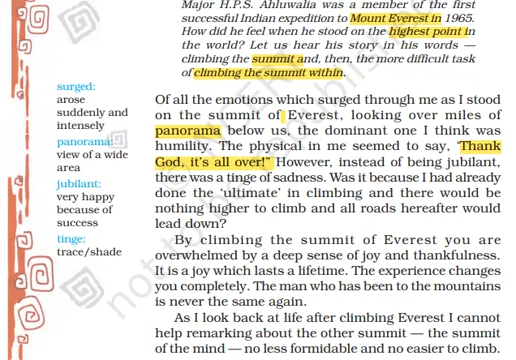 Major H.P.S. Ahluwalia was a member of the first
successful Indian expedition to Mount Everest in 1965.
How did he feel when he stood on the highest point in
the world? Let us hear his story in his words —
climbing the summit and, then, the more difficult task
of climbing the summit within.
surged:
arose
suddenly and
intensely
panorama:
view of a wide
area
jubilant:
very happy
because of
success
tinge:
trace/shade
Of all the emotions which surged through me as I stood
on the summit of Everest, looking over miles of
panorama below us, the dominant one I think was
humility. The physical in me seemed to say, ‘Thank
God, it’s all over!” However, instead of being jubilant,
there was a tinge of sadness. Was it because I had already
done the ‘ultimate’ in climbing and there would be
nothing higher to climb and all roads hereafter would
lead down?
By climbing the summit of Everest you are
overwhelmed by a deep sense of joy and thankfulness.
It is a joy which lasts a lifetime. The experience changes
you completely. The man who has been to the mountains
is never the same again.
As I look back at life after climbing Everest I cannot
help remarking about the other summit — the summit
of the mind — no less formidable and no easier to climb.
not to be republished